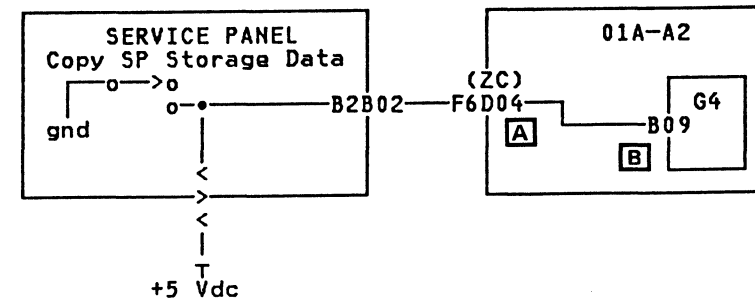 SERVICE PANEL
Copy SP Storage Data
gnd
B2B02
01A-A2
(ZC)
F6D04
A
B09
G4
B
+5 Vdc